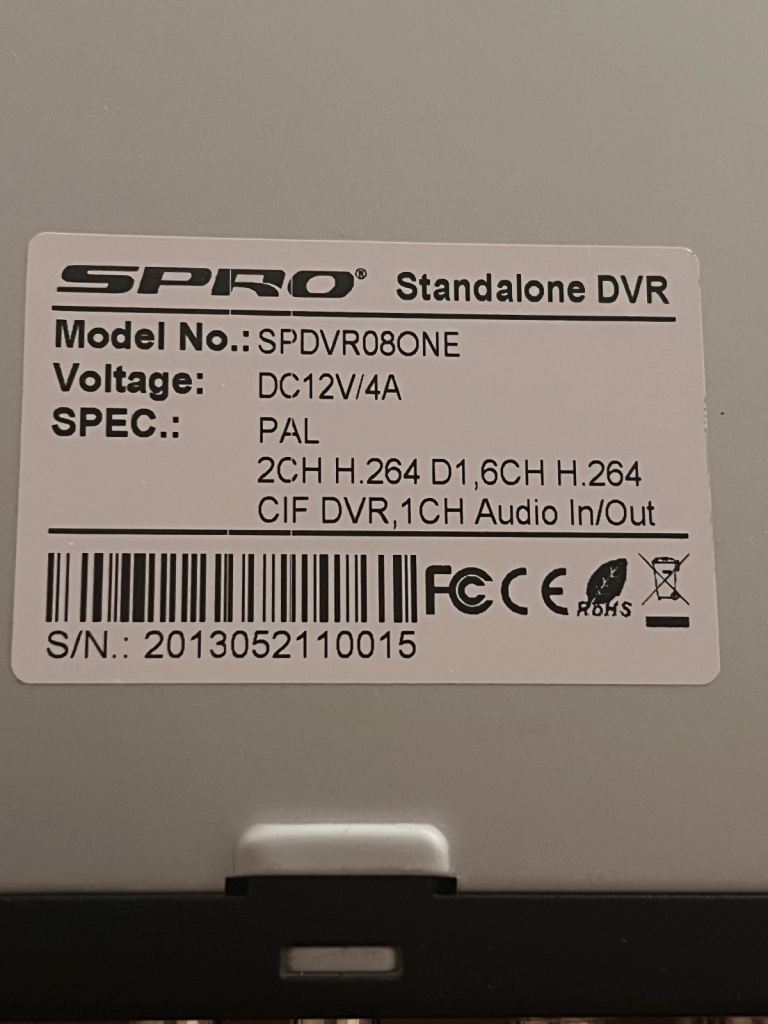 SPRO® Standalone DVR
Model No.: SPDVR08ONE
Voltage: DC12V/4A
SPEC.: PAL
2CH H.264 D1,6CH H.264
CIF DVR,1CH Audio In/Out
FC CE RoHS
S/N.: 2013052110015